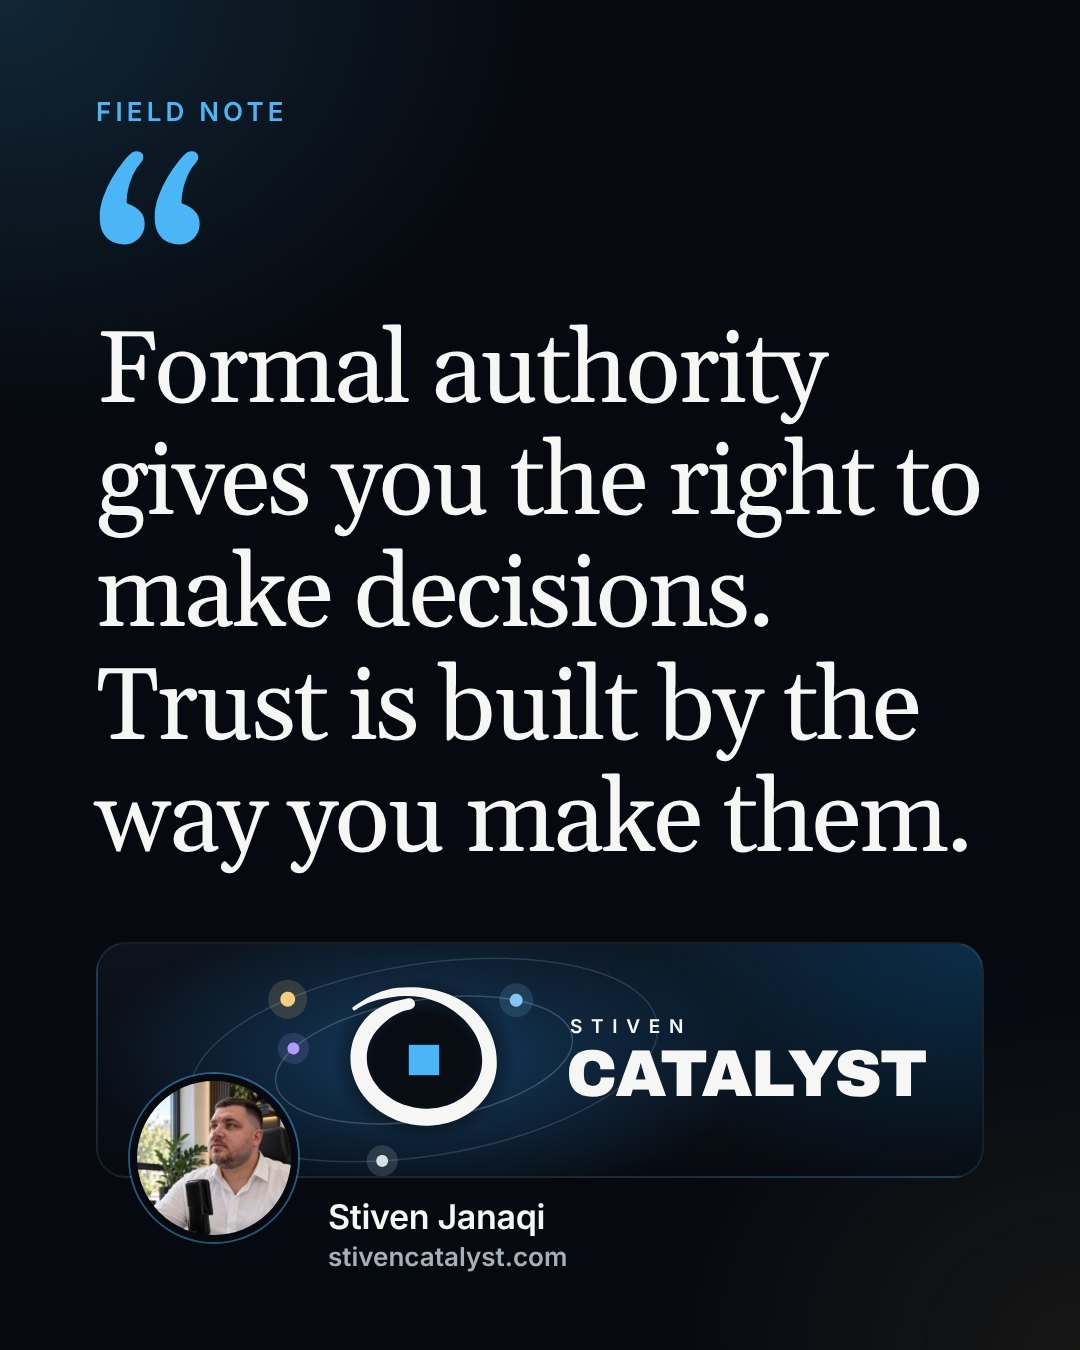 FIELD NOTE
“
Formal authority
gives you the right to
make decisions.
Trust is built by the
way you make them.
STIVEN
CATALYST
Stiven Janaqi
stivencatalyst.com